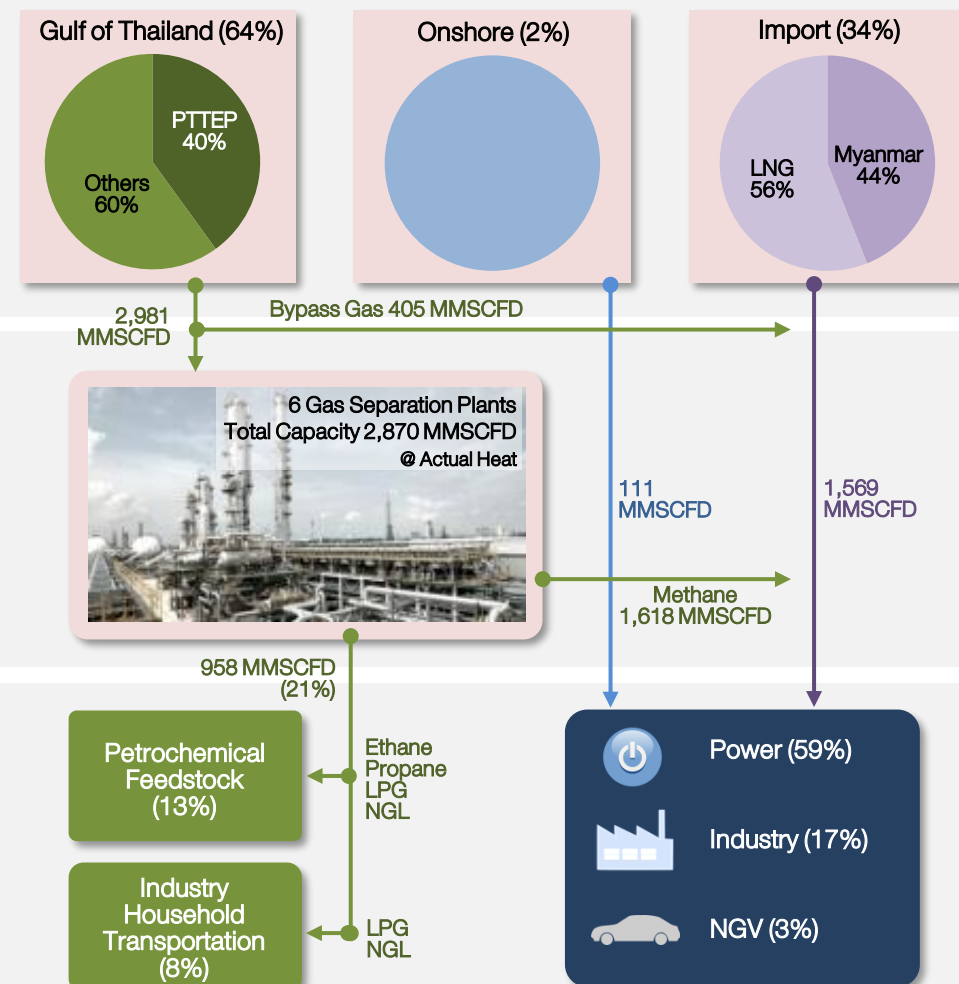 Gulf of Thailand (64%)
PTTEP
40%
Others
60%
Onshore (2%)
Import (34%)
LNG
56%
Myanmar
44%
2,981
MMSCFD
Bypass Gas 405 MMSCFD
6 Gas Separation Plants
Total Capacity 2,870 MMSCFD
@ Actual Heat
111
MMSCFD
1,569
MMSCFD
Methane
1,618 MMSCFD
958 MMSCFD
(21%)
Petrochemical
Feedstock
(13%)
Ethane
Propane
LPG
NGL
Industry
Household
Transportation
(8%)
LPG
NGL
Power (59%)
Industry (17%)
NGV (3%)